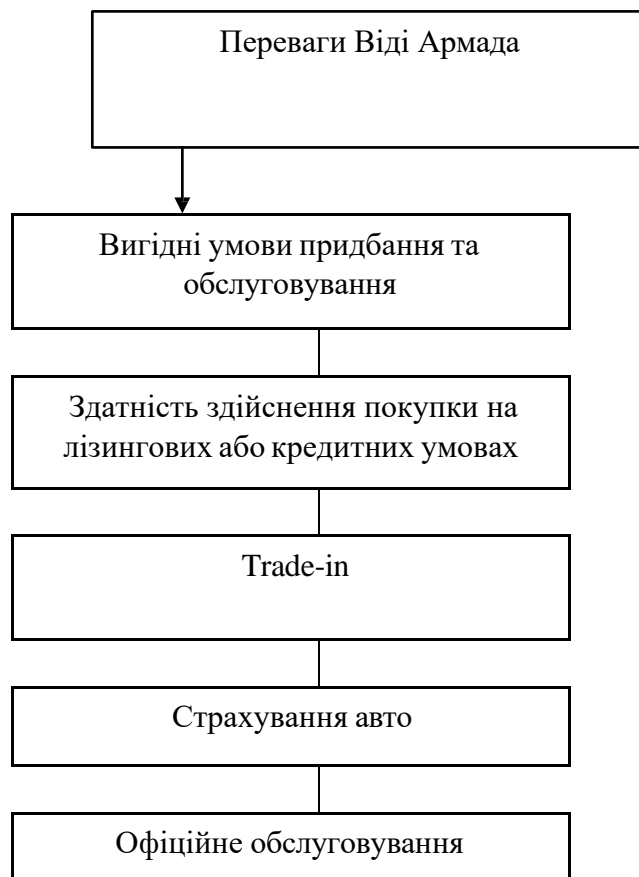 Переваги Віді Армада
Вигідні умови придбання та
обслуговування
Здатність здійснення покупки на
лізингових або кредитних умовах
Trade-in
Страхування авто
Офіційне обслуговування